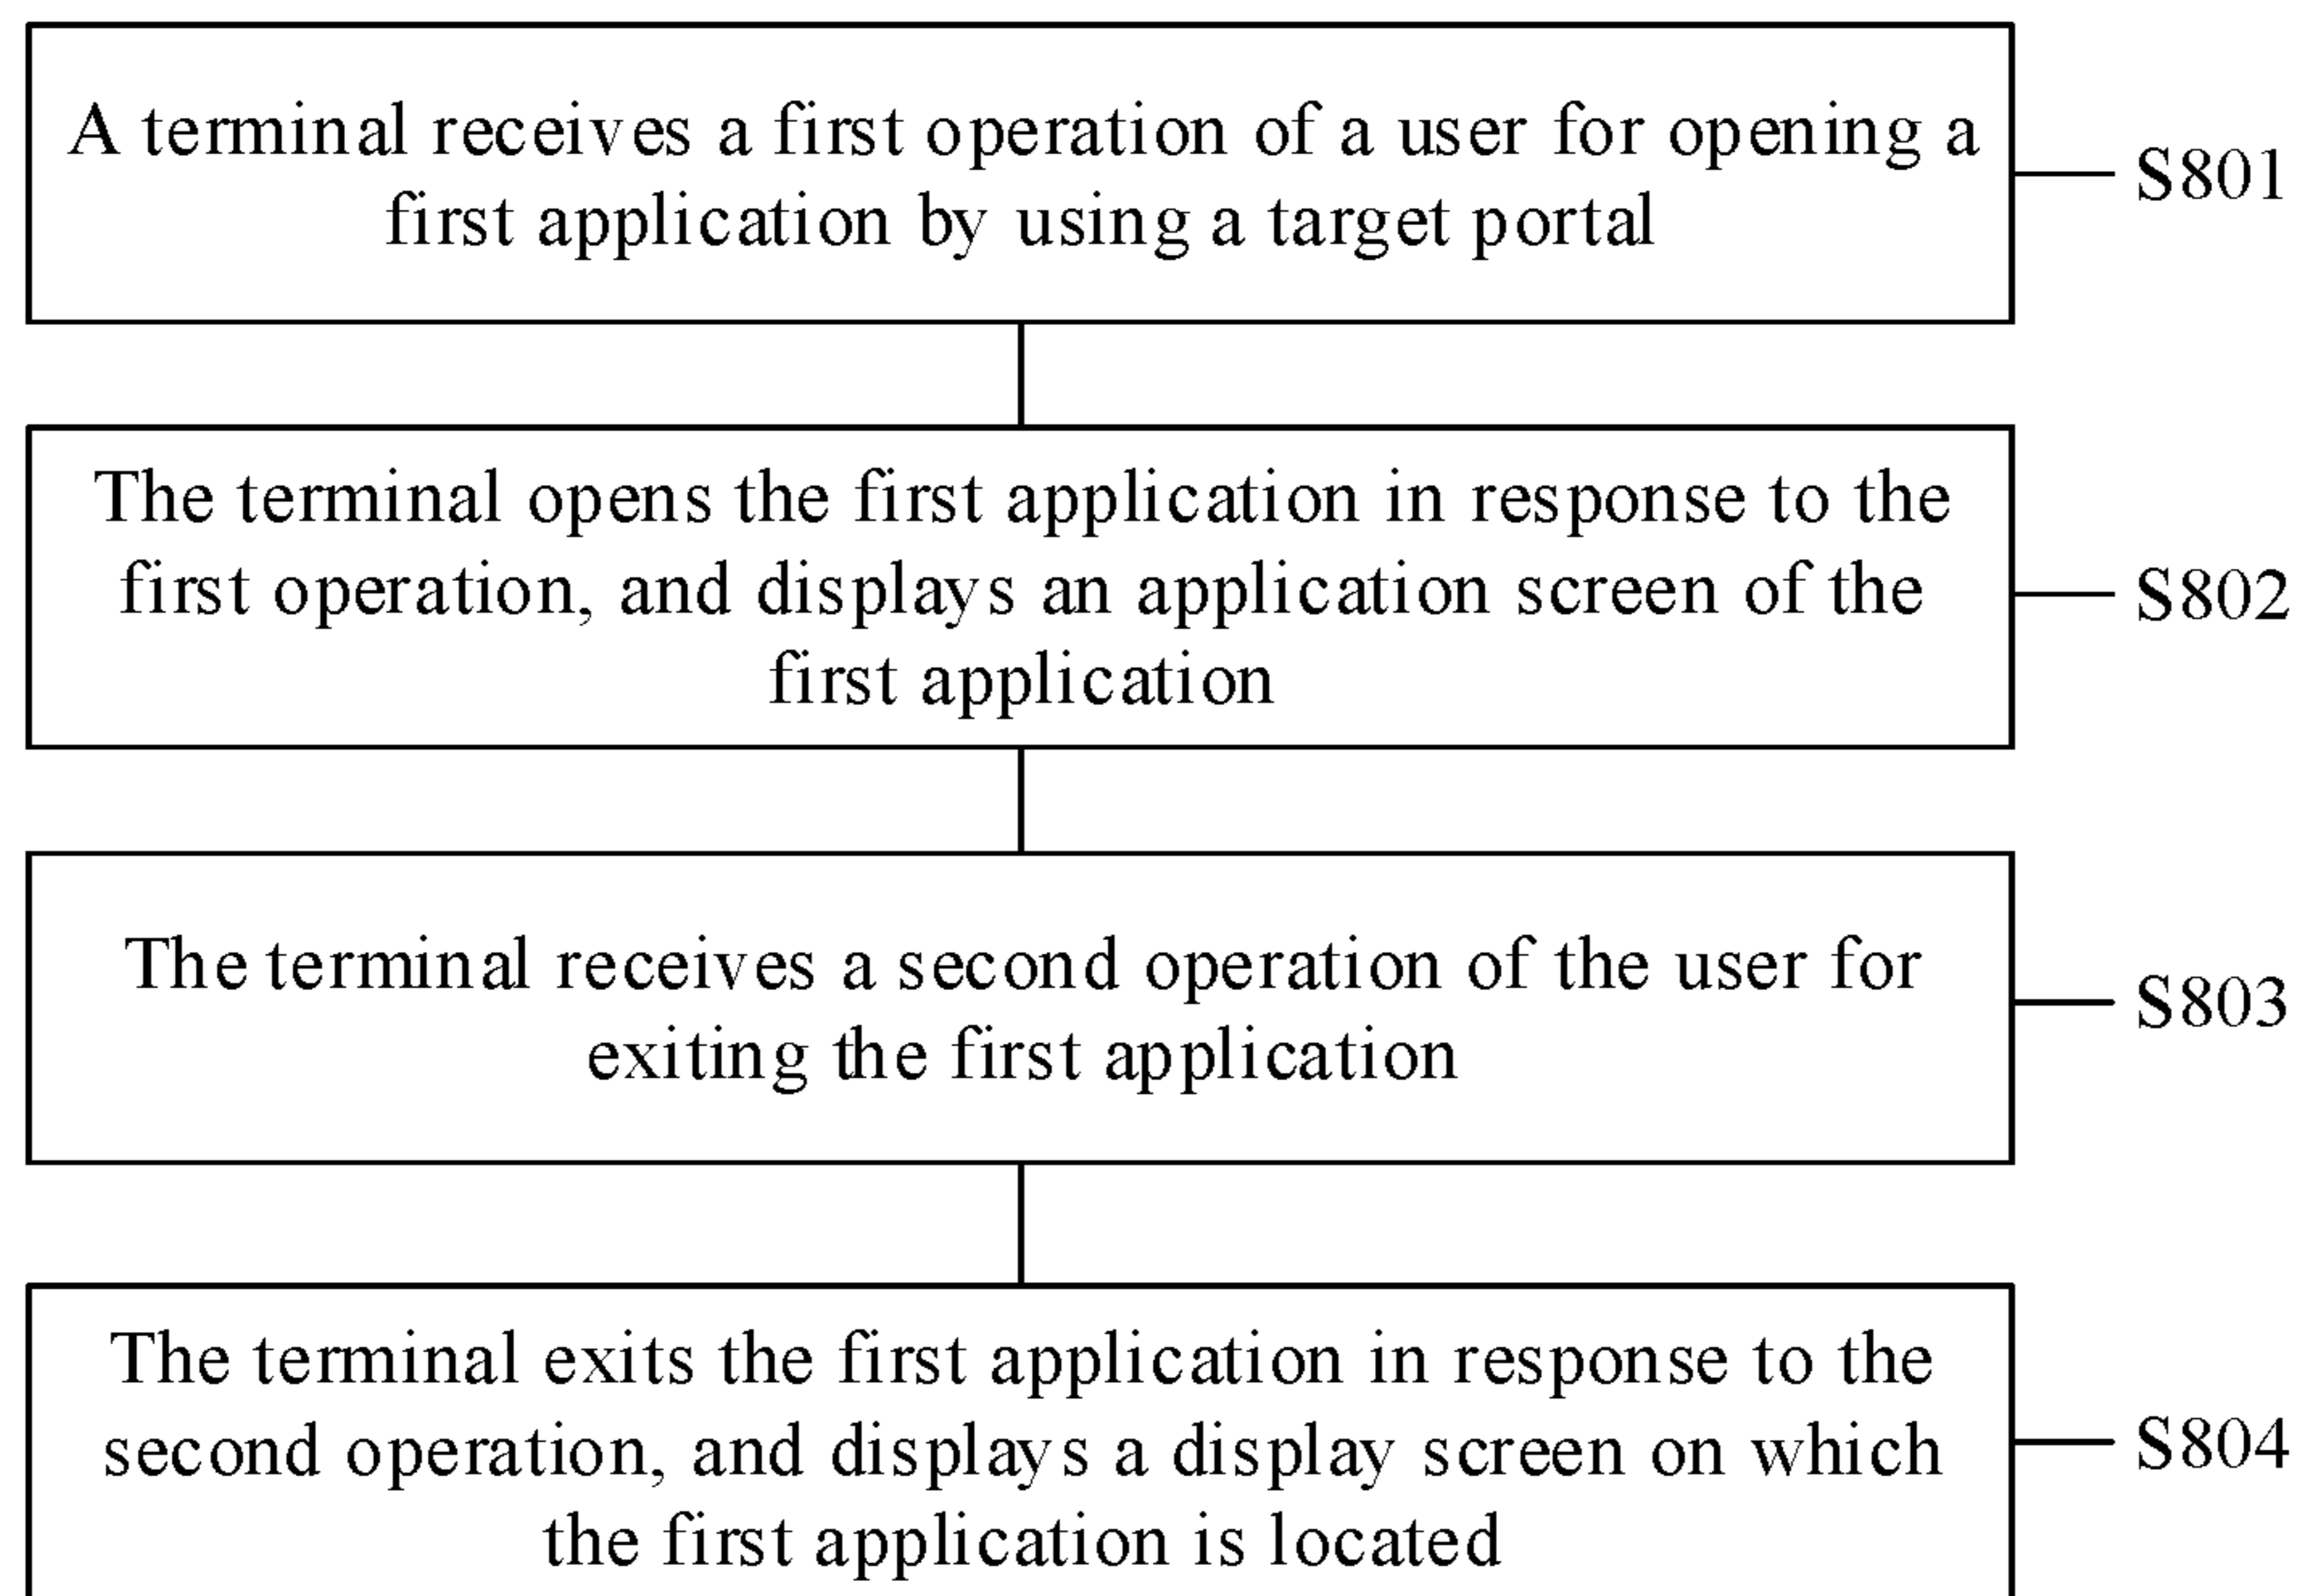 A terminal receives a first operation of a user for opening a
first application by using a target portal
S801
The terminal opens the first application in response to the
first operation, and displays an application screen of the
first application
S802
The terminal receives a second operation of the user for
exiting the first application
S803
The terminal exits the first application in response to the
second operation, and displays a display screen on which
the first application is located
S804